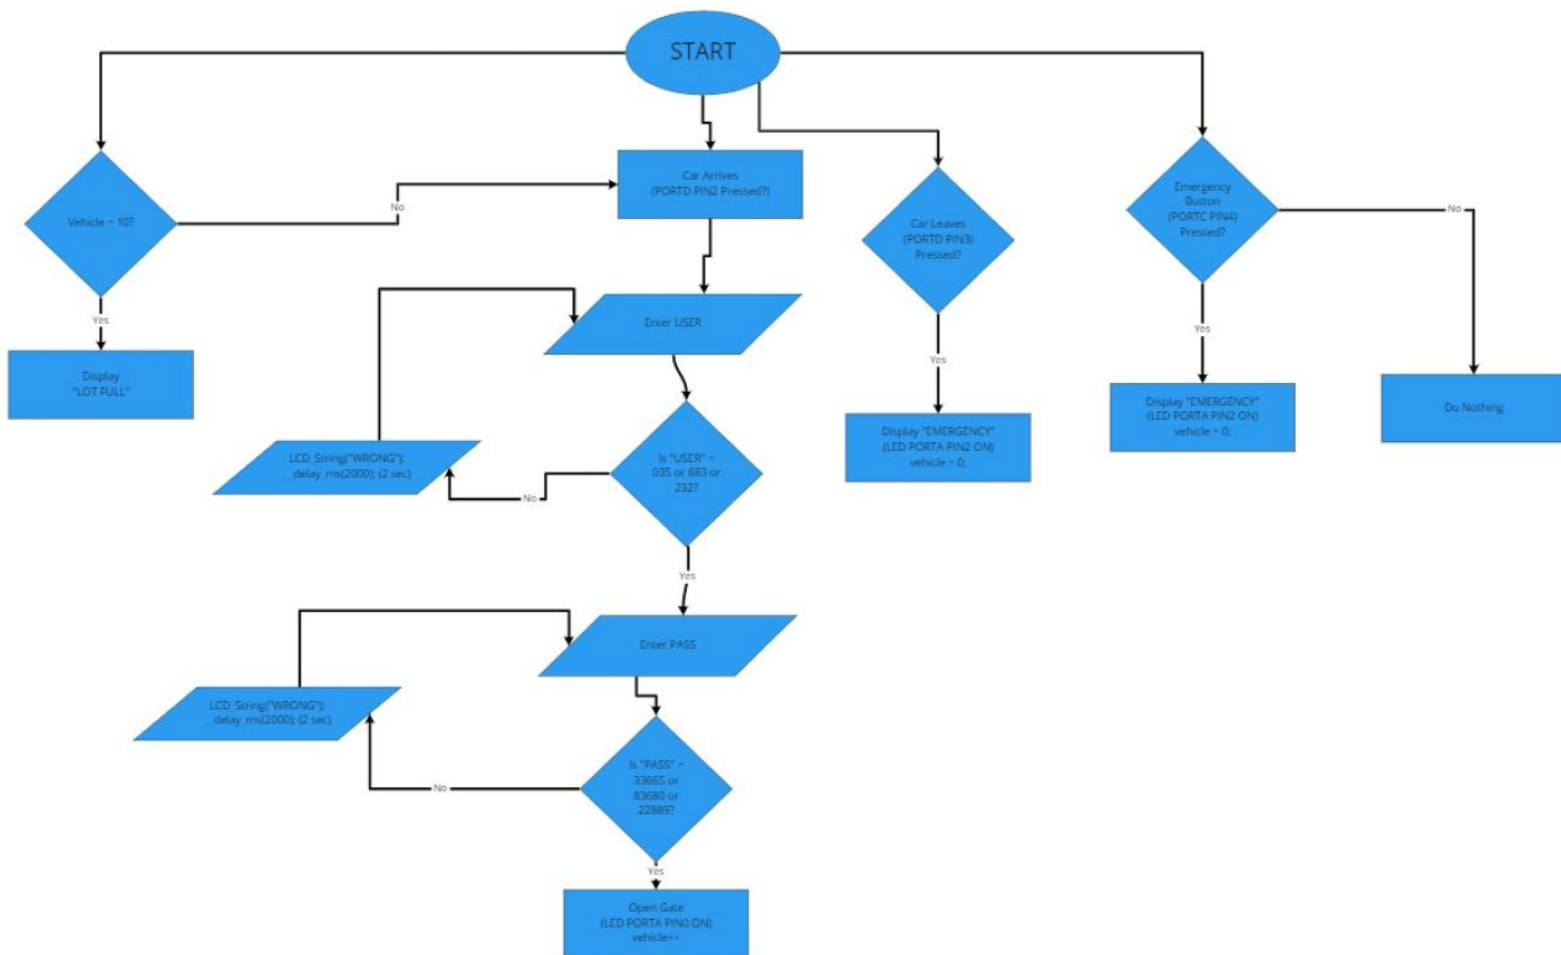 START
Vehicle = 10?
No
Yes
Display
"LOT FULL"
Car Arrives
(PORTD PIN2 Pressed?)
Enter USER
Is "USER" =
035 or 683 or
232?
No
LCD_String("WRONG");
_delay_ms(2000); (2 sec)
Yes
Enter PASS
Is "PASS" =
33665 or
83680 or
22889?
No
LCD_String("WRONG");
_delay_ms(2000); (2 sec)
Yes
Open Gate
(LED PORTA PIN0 ON)
vehicle++
Car Leaves
(PORTD PIN3)
Pressed?
Yes
Display "EMERGENCY"
(LED PORTA PIN2 ON)
vehicle = 0;
Emergency
Button
(PORTC PIN4)
Pressed?
No
Yes
Display "EMERGENCY"
(LED PORTA PIN2 ON)
vehicle = 0;
Do Nothing